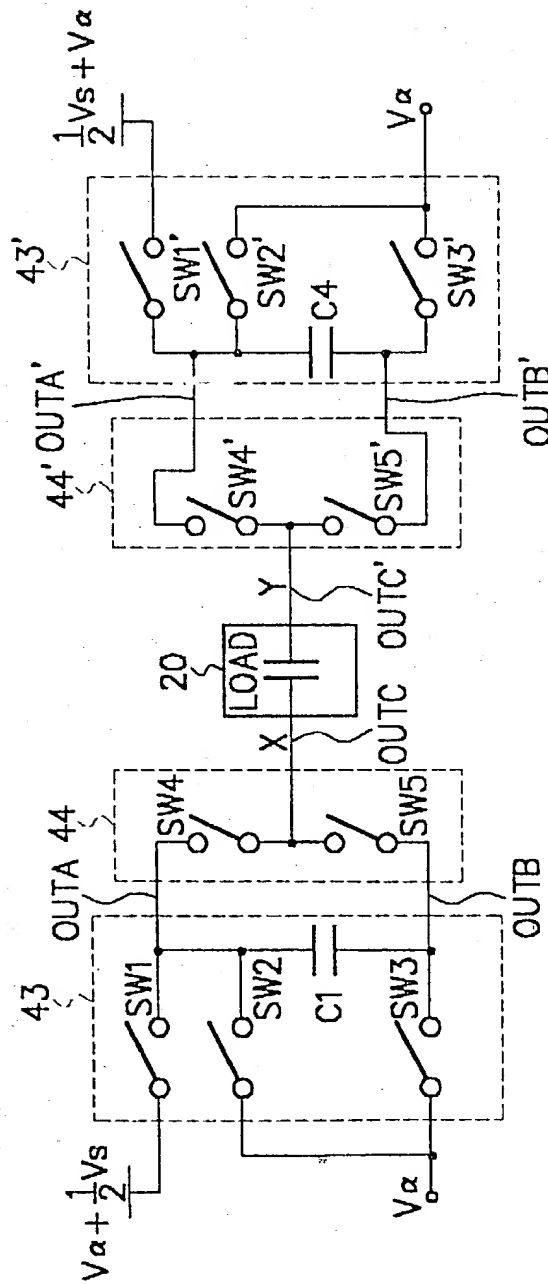 Vα+1/2Vs
43
SW1
SW2
C1
SW3
Vα
OUTA
OUTB
44
SW4
SW5
X
OUTC
20
LOAD
Y
OUTC'
44'
SW4'
SW5'
OUTA'
OUTB'
43'
SW1'
SW2'
C4
SW3'
1/2Vs+Vα
Vα